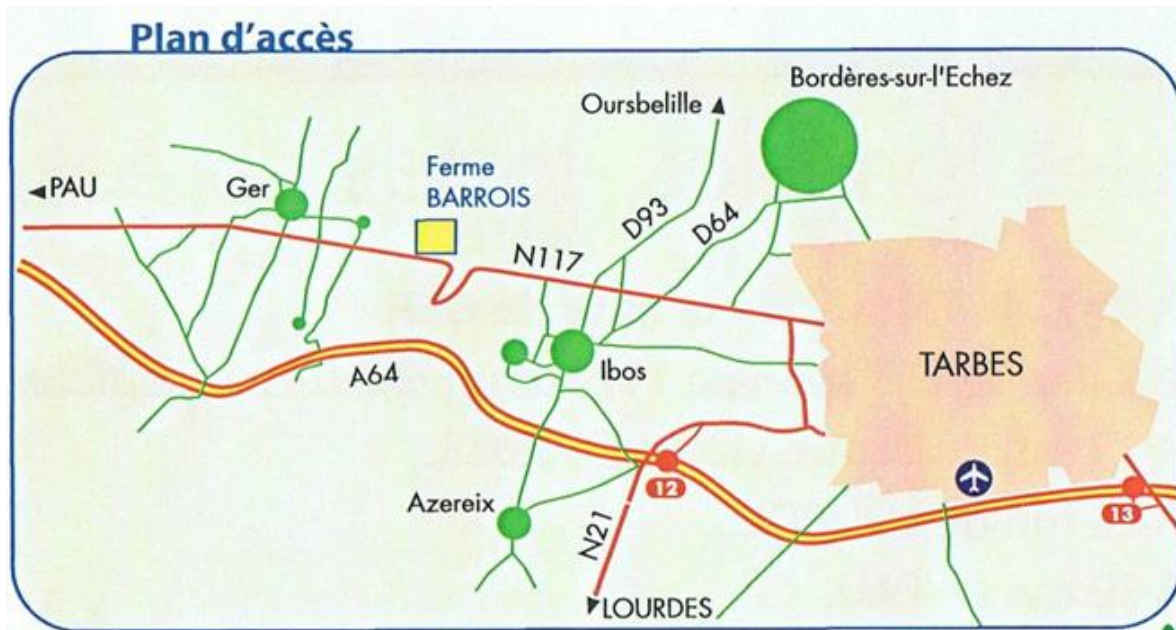 Plan d'accès
Bordères-sur-l'Echez
Oursbelille
Ferme
BARROIS
Ger
PAU
D93
D64
N117
A64
Ibos
TARBES
12
Azereix
13
N21
LOURDES